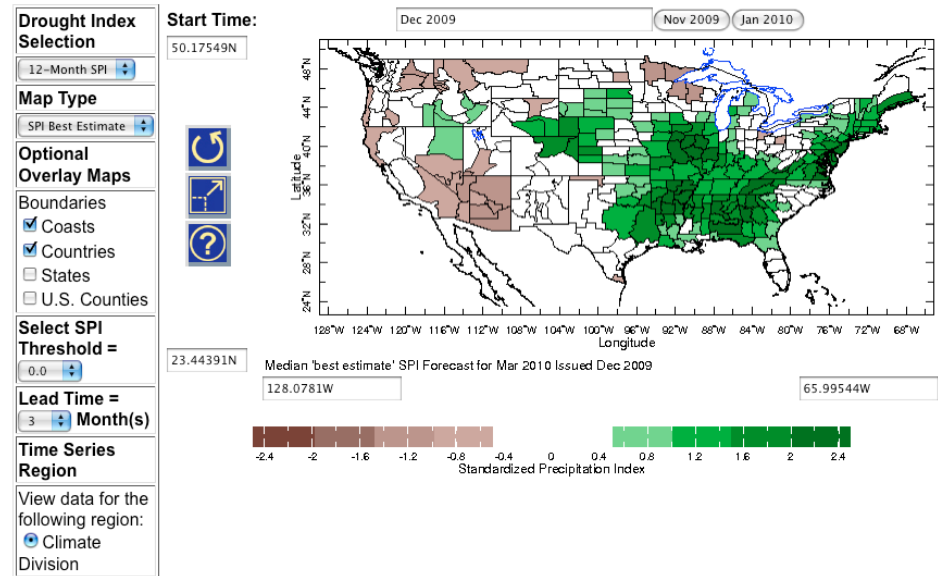 Drought Index
Selection
12-Month SPI
Map Type
SPI Best Estimate
Optional
Overlay Maps
Boundaries
Coasts
Countries
States
U.S. Counties
Select SPI
Threshold =
0.0
Lead Time =
3 Month(s)
Time Series
Region
View data for the
following region:
Climate
Division
Start Time:
Dec 2009 Nov 2009 Jan 2010
50.17549N
48°N
44°N
40°N
36°N
32°N
28°N
24°N
Latitude
128°W 124°W 120°W 116°W 112°W 108°W 104°W 100°W 96°W 92°W 88°W 84°W 80°W 76°W 72°W 68°W
Longitude
23.44391N
Median 'best estimate' SPI Forecast for Mar 2010 Issued Dec 2009
128.0781W 65.99544W
-2.4 -2 -1.6 -1.2 -0.8 -0.4 0 0.4 0.8 1.2 1.6 2 2.4
Standardized Precipitation Index
?